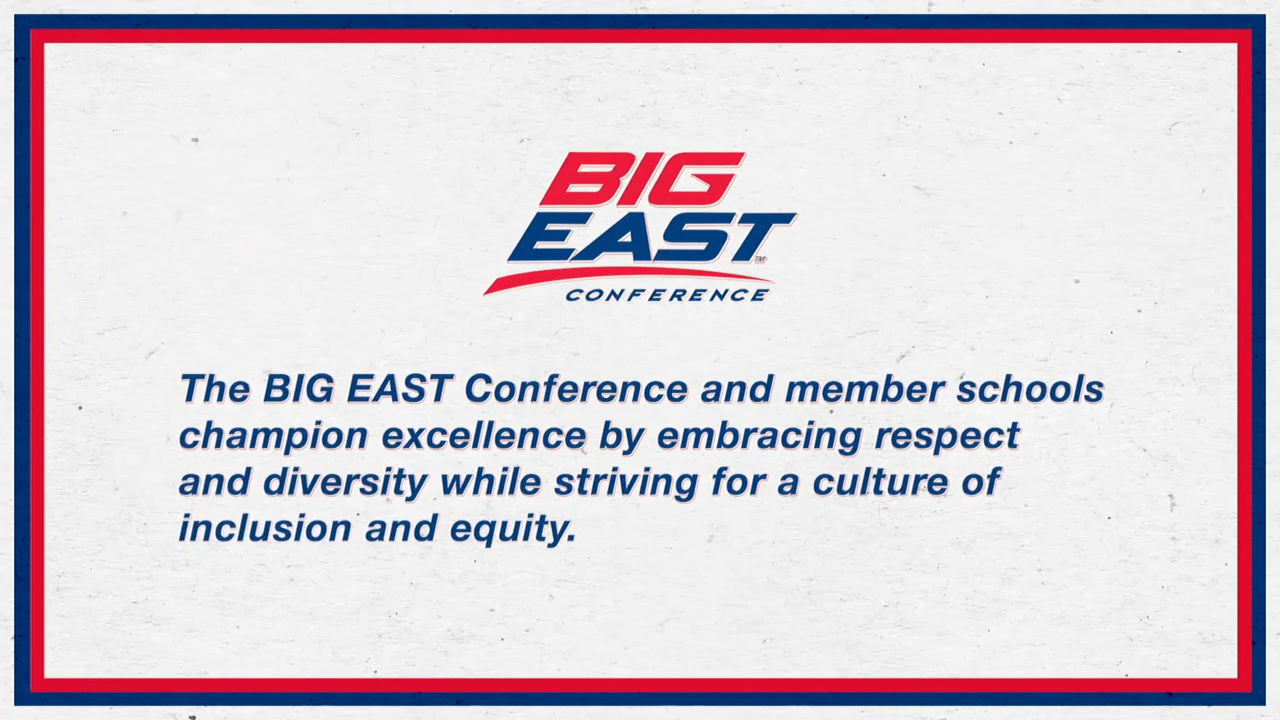 BIG
EAST
TM
CONFERENCE
The BIG EAST Conference and member schools
champion excellence by embracing respect
and diversity while striving for a culture of
inclusion and equity.